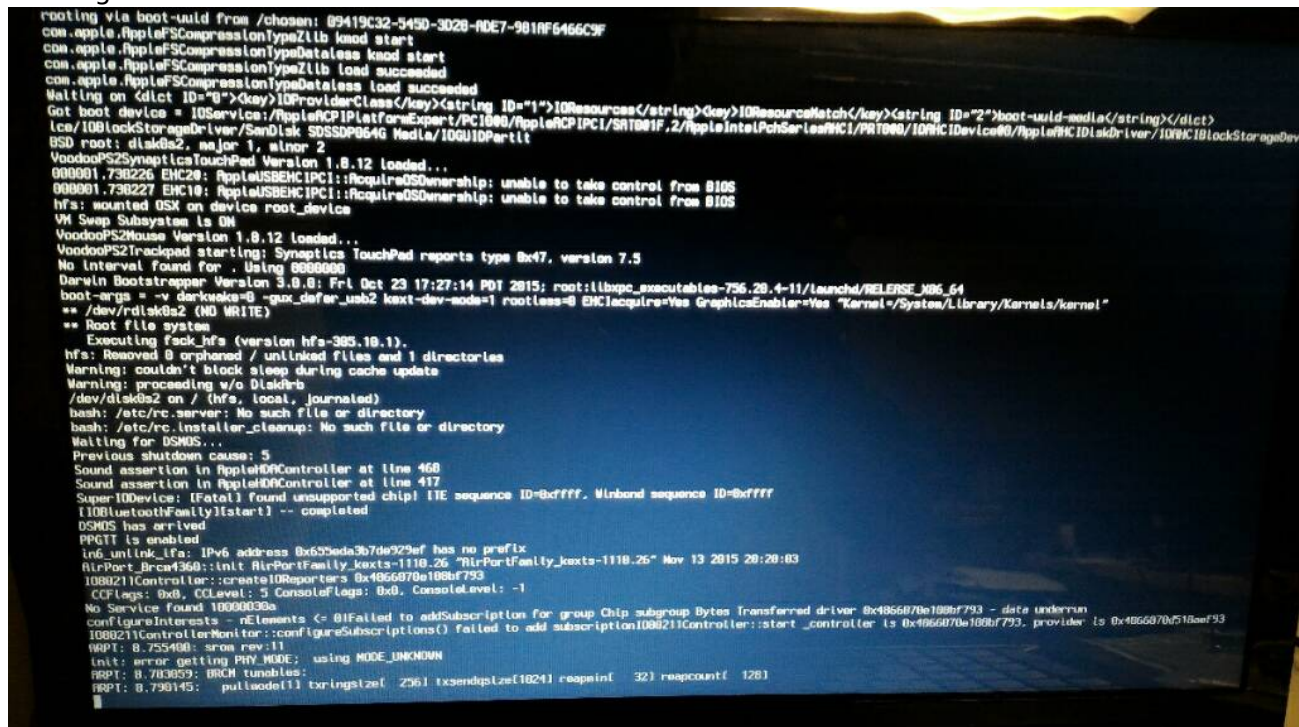 rooting via boot-uuid from /chosen: 09419C32-545D-3D28-ADE7-981AF6466C9F
com.apple.AppleFSCompressionTypeZlib kmod start
com.apple.AppleFSCompressionTypeDataless kmod start
com.apple.AppleFSCompressionTypeZlib load succeeded
com.apple.AppleFSCompressionTypeDataless load succeeded
Waiting on <dict ID="0"><key>IOProviderClass</key><string ID="1">IOResources</string><key>IOResourceMatch</key><string ID="2">boot-uuid-media</string></dict>
Got boot device = IOService:/AppleACPIPlatformExpert/PCI0@0/AppleACPIPCI/SAT0@1F,2/AppleIntelPchSeriesAHCI/PRT0@0/IOAHCIDevice@0/AppleAHCIDiskDriver/IOAHCIBlockStorageDev
ice/IOBlockStorageDriver/SanDisk SDSSDP064G Media/IOGUIDPartit
BSD root: disk0s2, major 1, minor 2
VoodooPS2SynapticsTouchPad Version 1.8.12 loaded...
000001.738226 EHC2@: AppleUSBEHCIPCI::AcquireOSOwnership: unable to take control from BIOS
000001.738227 EHC1@: AppleUSBEHCIPCI::AcquireOSOwnership: unable to take control from BIOS
hfs: mounted OSX on device root_device
VM Swap Subsystem is ON
VoodooPS2Mouse Version 1.8.12 loaded...
VoodooPS2Trackpad starting: Synaptics TouchPad reports type 0x47, version 7.5
No interval found for . Using 8000000
Darwin Bootstrapper Version 3.0.0: Fri Oct 23 17:27:14 PDT 2015; root:libxpc_executables-756.20.4~11/launchd/RELEASE_X86_64
boot-args = -v darkwake=0 -gux_defer_usb2 kext-dev-mode=1 rootless=0 EHCIacquire=Yes GraphicsEnabler=Yes "Kernel=/System/Library/Kernels/kernel"
** /dev/rdisk0s2 (NO WRITE)
** Root file system
Executing fsck_hfs (version hfs-305.10.1).
hfs: Removed 0 orphaned / unlinked files and 1 directories
Warning: couldn't block sleep during cache update
Warning: proceeding w/o DiskArb
/dev/disk0s2 on / (hfs, local, journaled)
bash: /etc/rc.server: No such file or directory
bash: /etc/rc.installer_cleanup: No such file or directory
Waiting for DSMOS...
Previous shutdown cause: 5
Sound assertion in AppleHDAController at line 468
Sound assertion in AppleHDAController at line 417
SuperIODevice: [Fatal] found unsupported chip! ITE sequence ID=0xffff, Winbond sequence ID=0xffff
[IOBluetoothFamily][start] -- completed
DSMOS has arrived
PPGTT is enabled
in6_unlink_ifa: IPv6 address 0x655eda3b7de929ef has no prefix
AirPort_Brcm4360::init AirPortFamily_kexts-1110.26 "AirPortFamily_kexts-1110.26" Nov 13 2015 20:20:03
IO80211Controller::createIOReporters 0x4866870e108bf793
CCFlags: 0x0, CCLevel: 5 ConsoleFlags: 0x0, ConsoleLevel: -1
No Service found 10000030a
configureInterests - nElements <= 0!Failed to addSubscription for group Chip subgroup Bytes Transferred driver 0x4866870e108bf793 - data underrun
IO80211ControllerMonitor::configureSubscriptions() failed to add subscriptionIO80211Controller::start _controller is 0x4866870e108bf793, provider is 0x4866870d518aef93
ARPT: 8.755408: srom rev:11
init: error getting PHY_MODE; using MODE_UNKNOWN
ARPT: 8.783059: BRCM tunables:
ARPT: 8.790145: pullmode[1] txringsize[ 256] txsendqsize[1024] reapmin[ 32] reapcount[ 128]